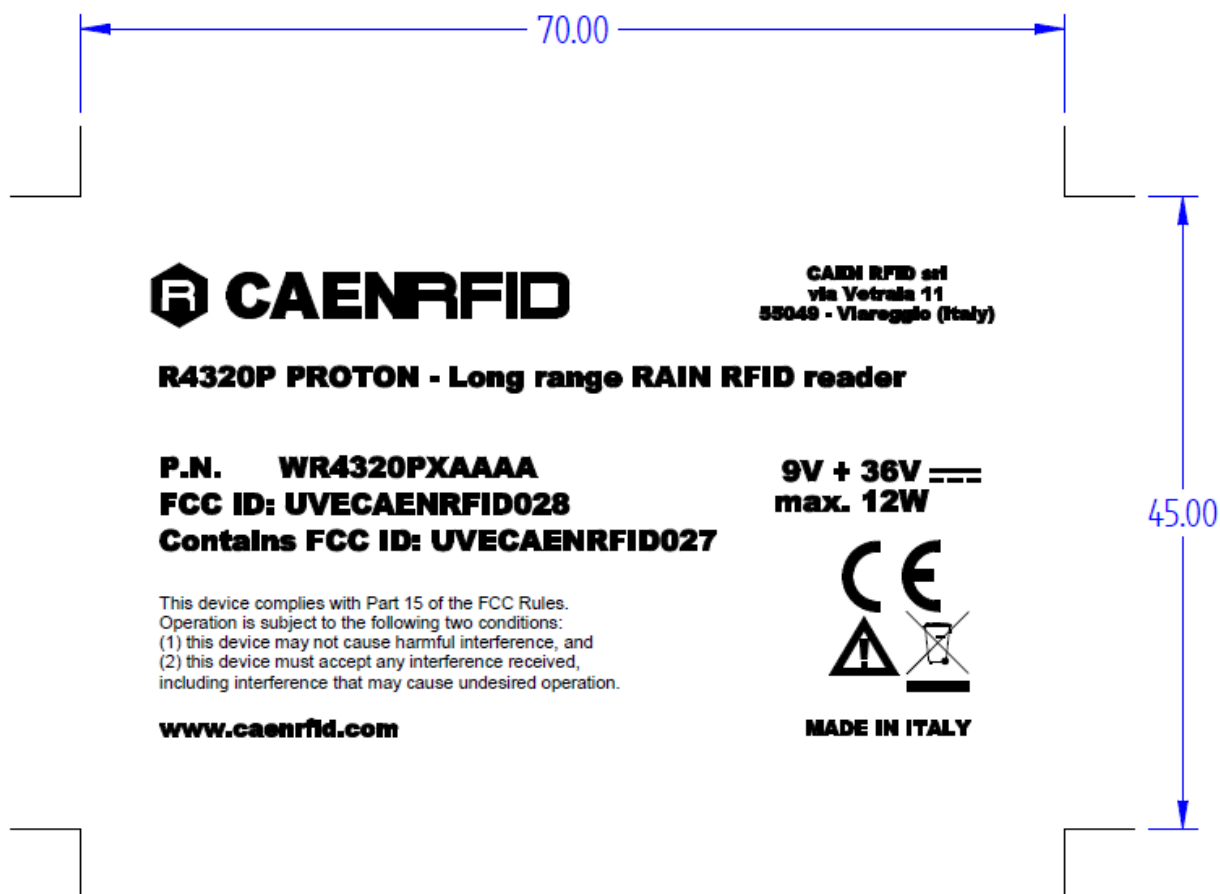 70.00
R CAENRFID
CAEN RFID srl
via Vetraia 11
55049 - Viareggio (Italy)
R4320P PROTON - Long range RAIN RFID reader
P.N. WR4320PXAAAA
FCC ID: UVECAENRFID028
Contains FCC ID: UVECAENRFID027
9V + 36V
max. 12W
45.00
CE
This device complies with Part 15 of the FCC Rules.
Operation is subject to the following two conditions:
(1) this device may not cause harmful interference, and
(2) this device must accept any interference received,
including interference that may cause undesired operation.
www.caenrfid.com
MADE IN ITALY